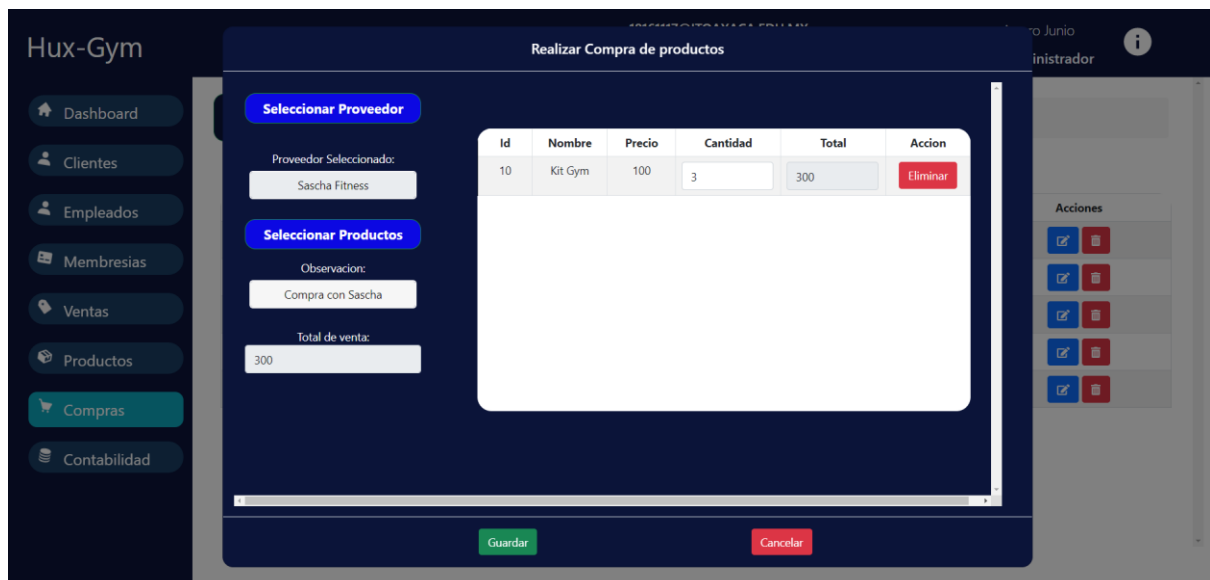 Hux-Gym
ro Junio
inistrador
Realizar Compra de productos
Dashboard
Clientes
Empleados
Membresias
Ventas
Productos
Compras
Contabilidad
Seleccionar Proveedor
Proveedor Seleccionado:
Sascha Fitness
Seleccionar Productos
Observacion:
Compra con Sascha
Total de venta:
300
Id Nombre Precio Cantidad Total Accion
10 Kit Gym 100 3 300 Eliminar
Acciones
Guardar
Cancelar